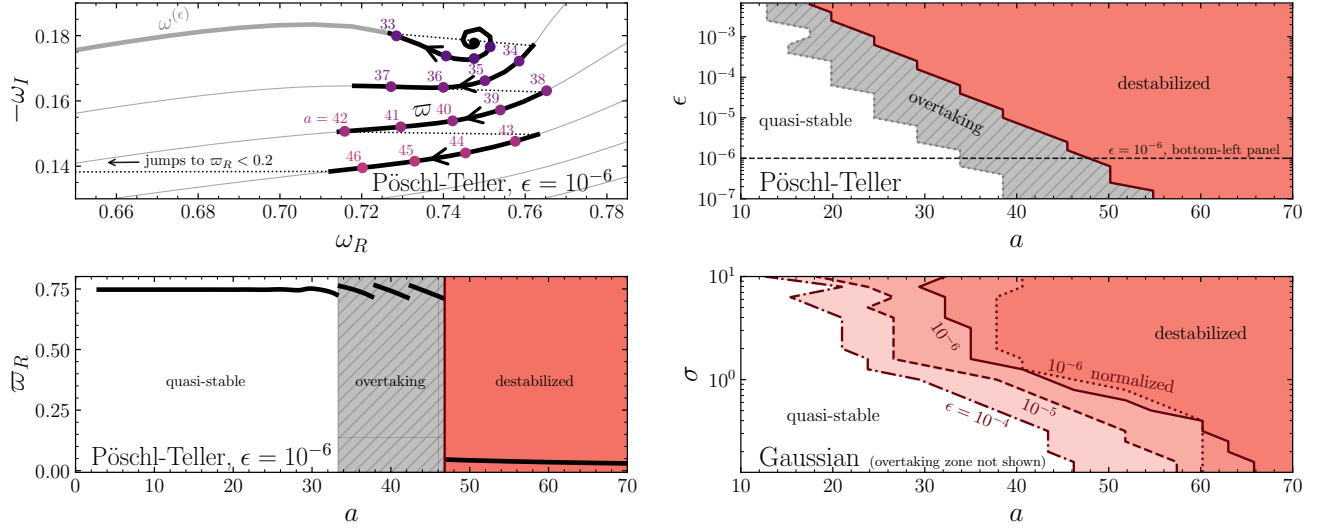 0.18
0.16
0.14
−ω_I
ω^(ϵ)
33
34
35
36
37
38
39
40
41
a = 42
43
44
45
46
ϖ
jumps to ϖ_R < 0.2
Pöschl-Teller, ϵ = 10^−6
0.66
0.68
0.70
0.72
0.74
0.76
0.78
ω_R
10^−3
10^−4
10^−5
10^−6
10^−7
ϵ
destabilized
overtaking
quasi-stable
ϵ = 10^−6, bottom-left panel
Pöschl-Teller
10
20
30
40
50
60
70
a
0.75
0.50
0.25
0.00
ϖ_R
quasi-stable
overtaking
destabilized
Pöschl-Teller, ϵ = 10^−6
0
10
20
30
40
50
60
70
a
10^1
10^0
σ
destabilized
10^−6
10^−6 normalized
10^−5
ϵ = 10^−4
quasi-stable
Gaussian (overtaking zone not shown)
10
20
30
40
50
60
70
a